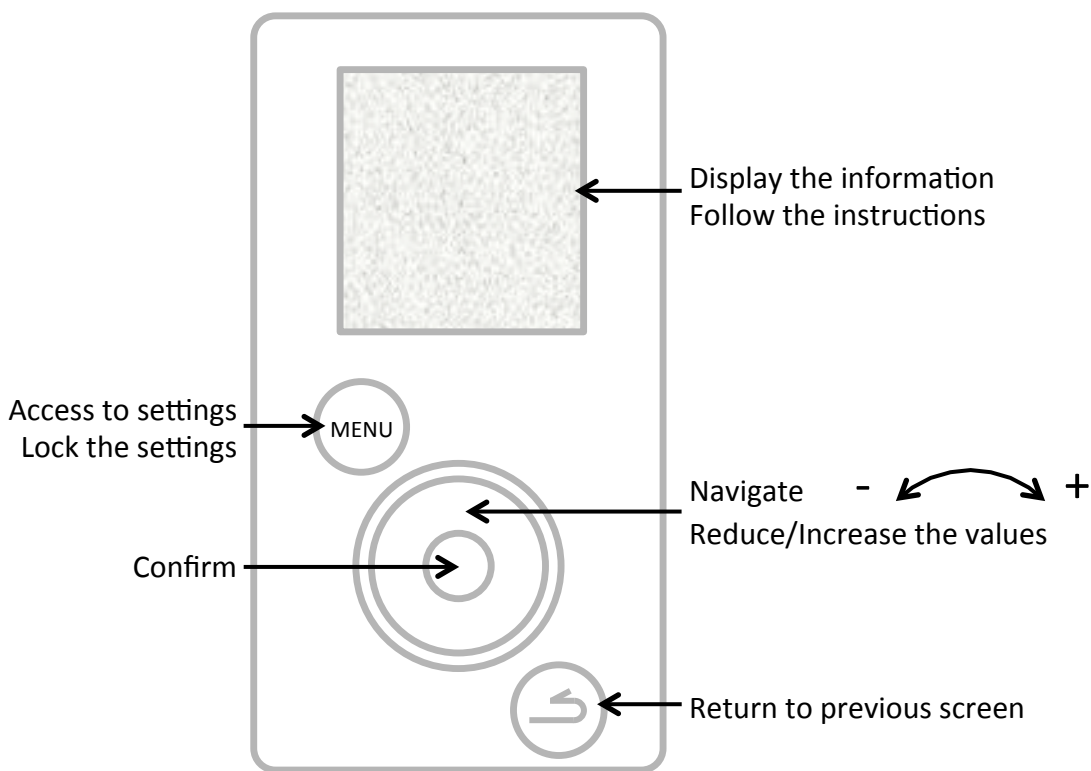 Display the information
Follow the instructions
Access to settings
Lock the settings
MENU
Navigate - +
Reduce/Increase the values
Confirm
Return to previous screen